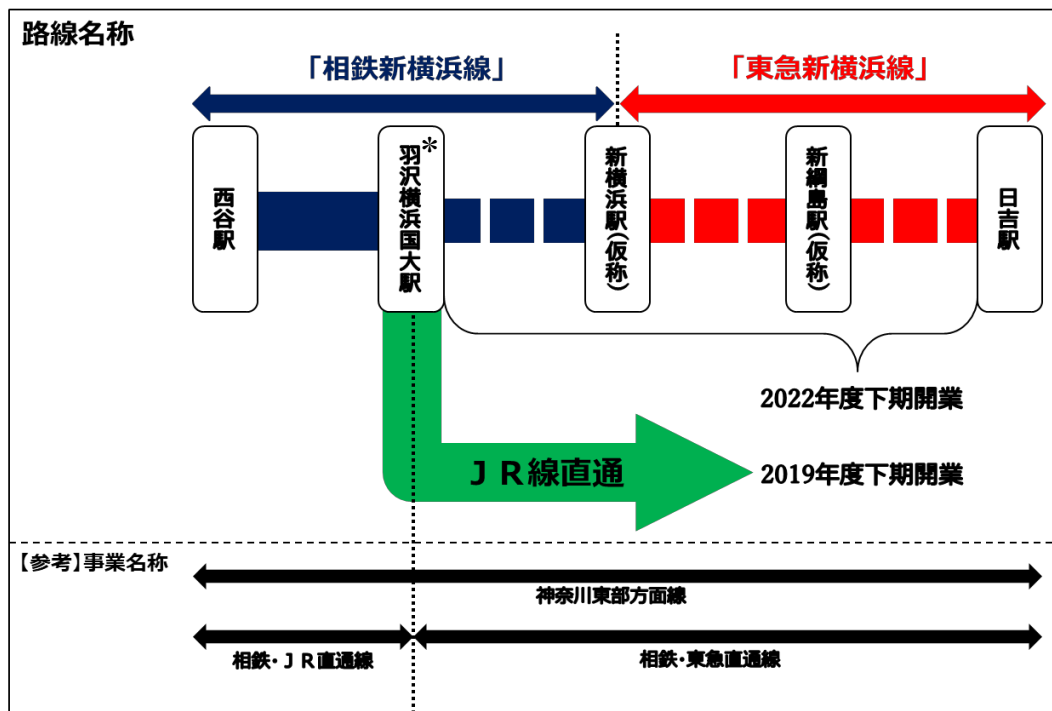 路線名称
「相鉄新横浜線」
「東急新横浜線」
西谷駅
羽沢横浜国大駅
*
新横浜駅(仮称)
新綱島駅(仮称)
日吉駅
2022年度下期開業
JR線直通
2019年度下期開業
【参考】事業名称
神奈川東部方面線
相鉄・JR直通線
相鉄・東急直通線